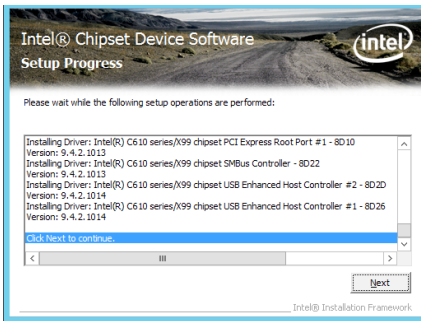 Intel® Chipset Device Software
Setup Progress
intel
Please wait while the following setup operations are performed:
Installing Driver: Intel(R) C610 series/X99 chipset PCI Express Root Port #1 - 8D10
Version: 9.4.2.1013
Installing Driver: Intel(R) C610 series/X99 chipset SMBus Controller - 8D22
Version: 9.4.2.1013
Installing Driver: Intel(R) C610 series/X99 chipset USB Enhanced Host Controller #2 - 8D2D
Version: 9.4.2.1014
Installing Driver: Intel(R) C610 series/X99 chipset USB Enhanced Host Controller #1 - 8D26
Version: 9.4.2.1014
Click Next to continue.
Next
Intel® Installation Framework